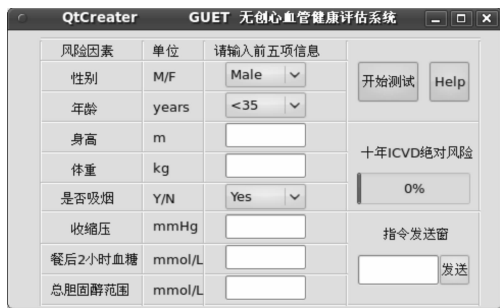 QtCreater GUET 无创心血管健康评估系统
风险因素 单位 请输入前五项信息
性别 M/F Male
年龄 years <35
身高 m
体重 kg
是否吸烟 Y/N Yes
收缩压 mmHg
餐后2小时血糖 mmol/L
总胆固醇范围 mmol/L
开始测试 Help
十年ICVD绝对风险
0%
指令发送窗
发送